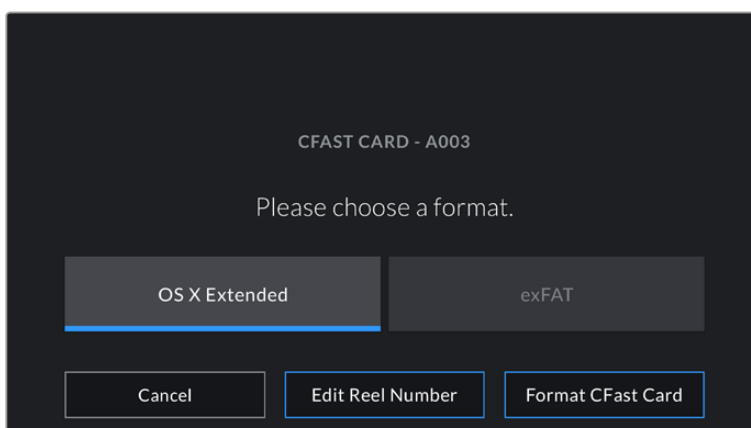 CFAST CARD - A003
Please choose a format.
OS X Extended exFAT
Cancel Edit Reel Number Format CFast Card